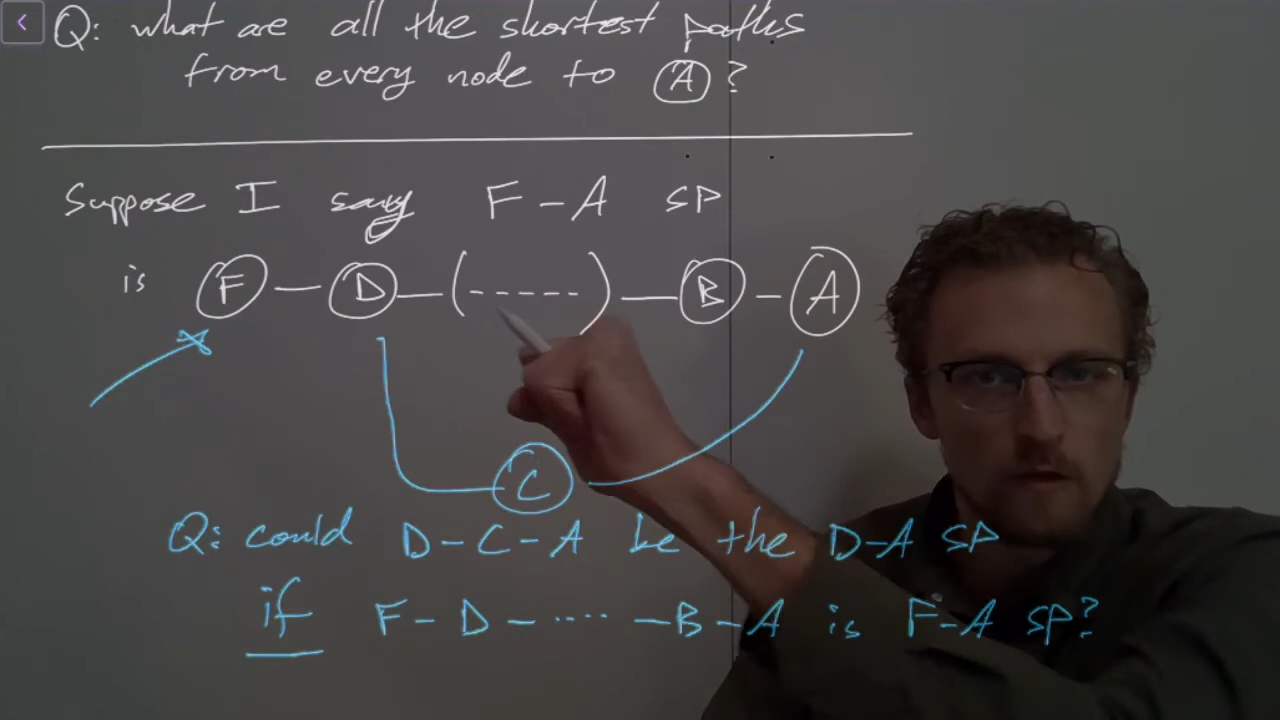 Q: what are all the shortest paths
from every node to A?
Suppose I say F - A SP
is F - D - (-----) - B - A
C
Q: could D - C - A be the D-A SP
if F - D - ..... - B - A is F-A SP?